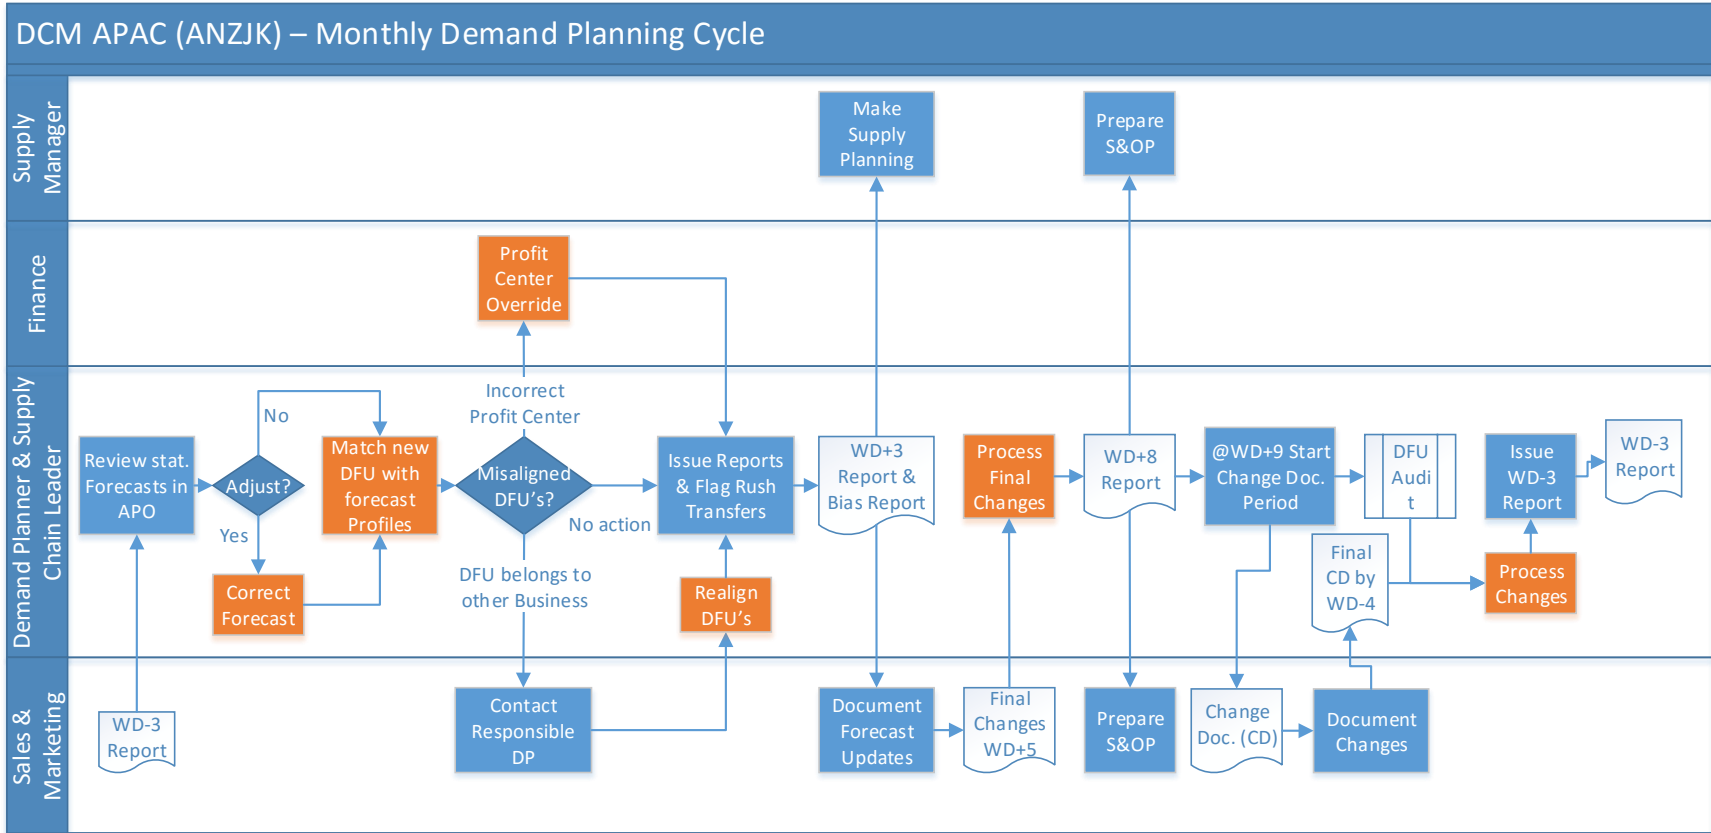 DCM APAC (ANZJK) – Monthly Demand Planning Cycle
Supply
Manager
Make
Supply
Planning
Prepare
S&OP
Finance
Profit
Center
Override
Demand Planner & Supply
Chain Leader
Review stat.
Forecasts in
APO
Adjust?
No
Yes
Correct
Forecast
Match new
DFU with
forecast
Profiles
Incorrect
Profit Center
Misaligned
DFU's?
No action
DFU belongs to
other Business
Issue Reports
& Flag Rush
Transfers
Realign
DFU's
WD+3
Report &
Bias Report
Process
Final
Changes
WD+8
Report
@WD+9 Start
Change Doc.
Period
DFU
Audi
t
Final
CD by
WD-4
Issue
WD-3
Report
Process
Changes
WD-3
Report
Sales &
Marketing
WD-3
Report
Contact
Responsible
DP
Document
Forecast
Updates
Final
Changes
WD+5
Prepare
S&OP
Change
Doc. (CD)
Document
Changes